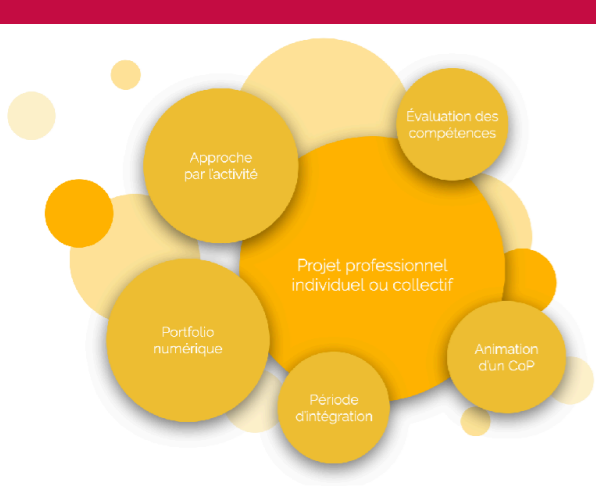 Évaluation des
compétences
Approche
par l'activité
Projet professionnel
individuel ou collectif
Portfolio
numérique
Animation
d'un CoP
Période
d'intégration